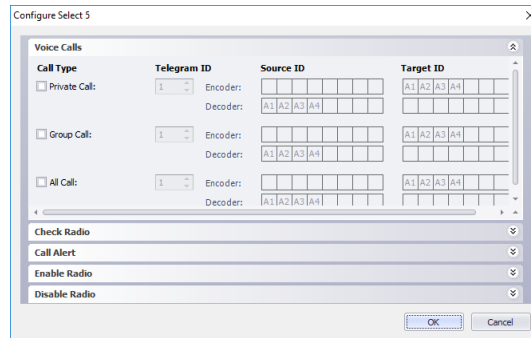 Configure Select 5
Voice Calls
Call Type Telegram ID Source ID Target ID
Private Call: 1 Encoder: A1 A2 A3 A4
Decoder: A1 A2 A3 A4
Group Call: 1 Encoder: A1 A2 A3 A4
Decoder: A1 A2 A3 A4
All Call: 1 Encoder: A1 A2 A3 A4
Decoder: A1 A2 A3 A4
Check Radio
Call Alert
Enable Radio
Disable Radio
OK Cancel